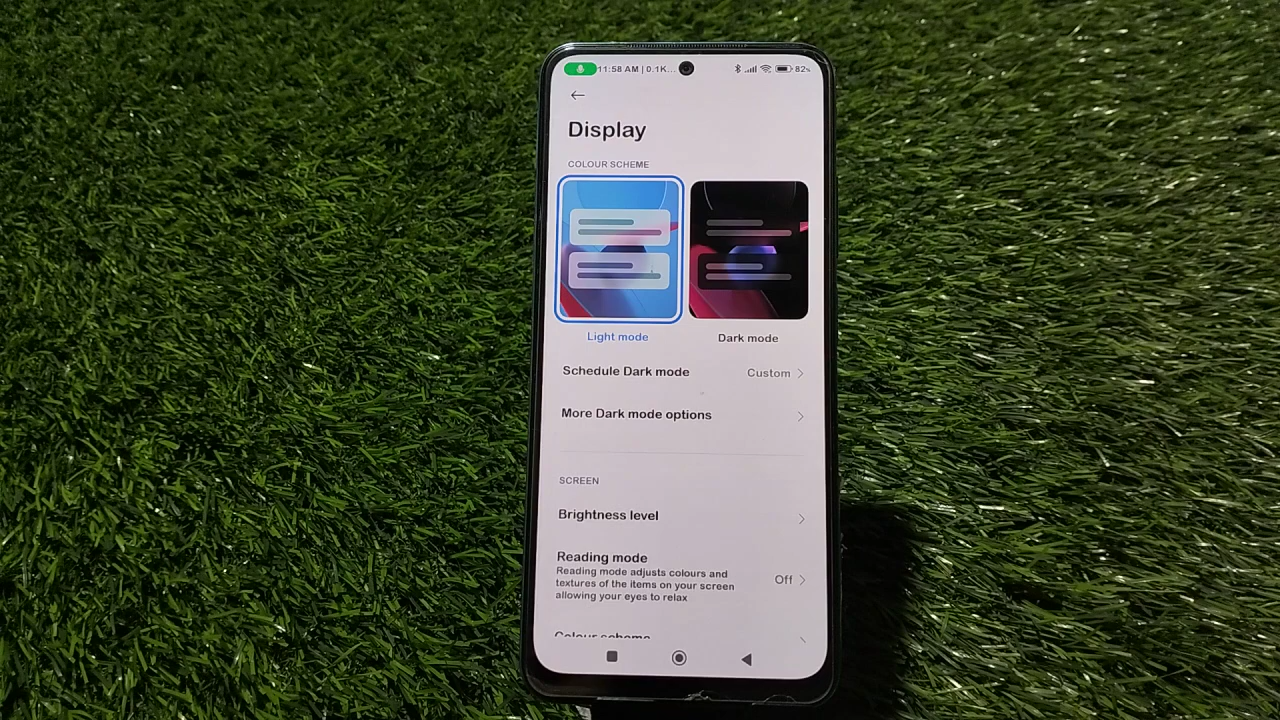 11:58 AM | 0.1K... 82%
Display
COLOUR SCHEME
Light mode
Dark mode
Schedule Dark mode Custom
More Dark mode options
SCREEN
Brightness level
Reading mode
Reading mode adjusts colours and
textures of the items on your screen
allowing your eyes to relax
Off
Colour scheme